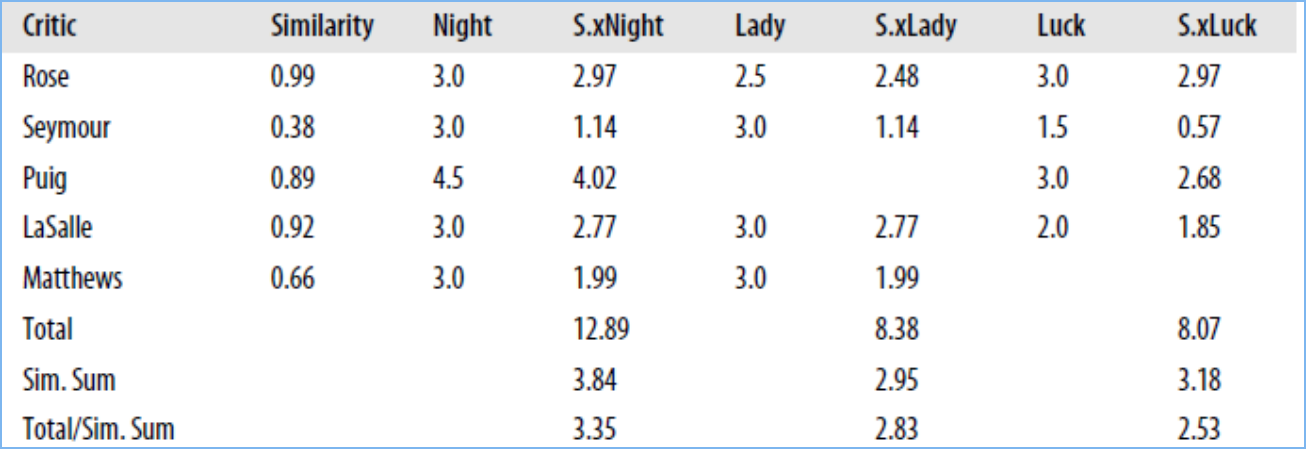 Critic Similarity Night S.xNight Lady S.xLady Luck S.xLuck
Rose 0.99 3.0 2.97 2.5 2.48 3.0 2.97
Seymour 0.38 3.0 1.14 3.0 1.14 1.5 0.57
Puig 0.89 4.5 4.02 3.0 2.68
LaSalle 0.92 3.0 2.77 3.0 2.77 2.0 1.85
Matthews 0.66 3.0 1.99 3.0 1.99
Total 12.89 8.38 8.07
Sim. Sum 3.84 2.95 3.18
Total/Sim. Sum 3.35 2.83 2.53